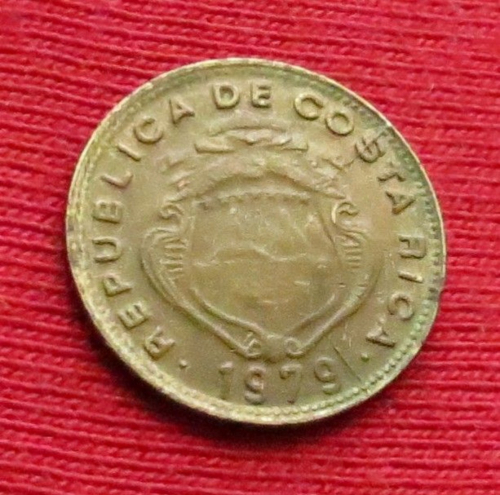 REPUBLICA DE COSTA RICA
1979